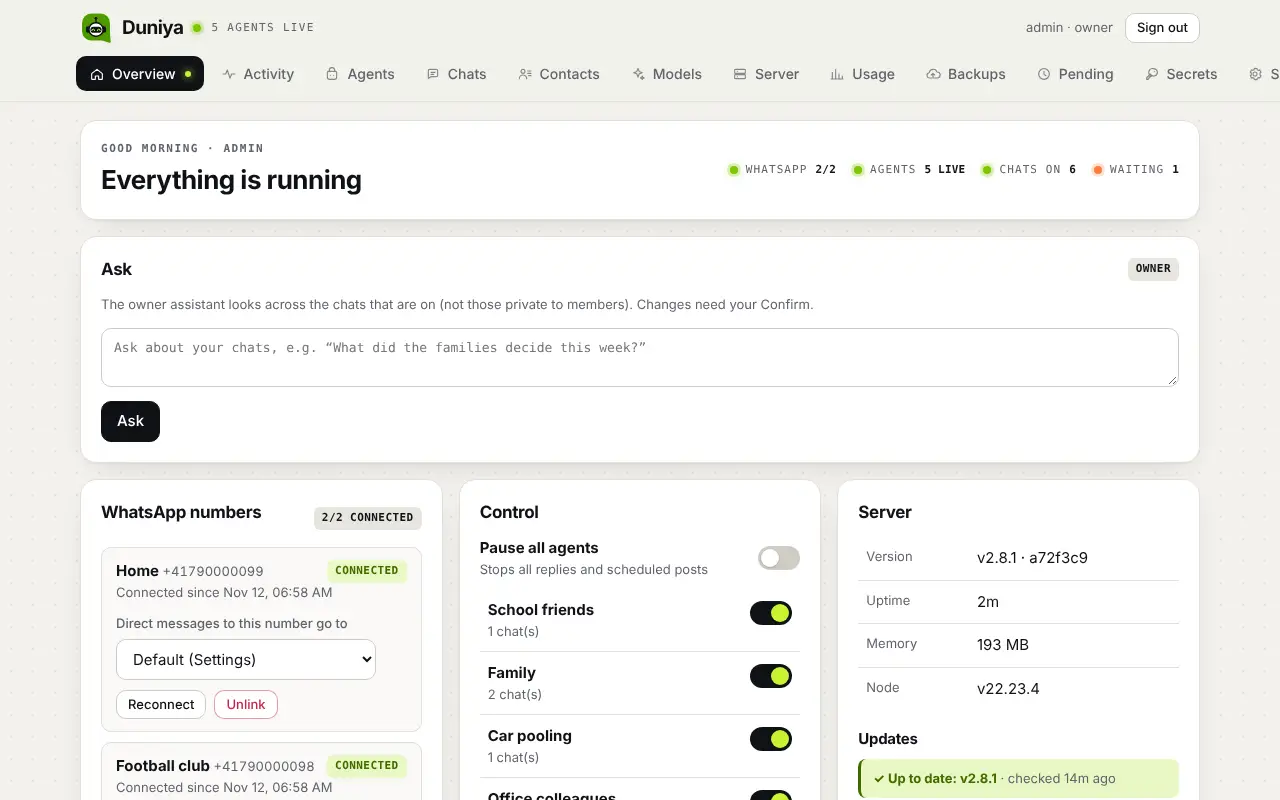 Duniya
5 AGENTS LIVE
admin · owner
Sign out
Overview
Activity
Agents
Chats
Contacts
Models
Server
Usage
Backups
Pending
Secrets
GOOD MORNING · ADMIN
Everything is running
WHATSAPP 2/2
AGENTS 5 LIVE
CHATS ON 6
WAITING 1
Ask
OWNER
The owner assistant looks across the chats that are on (not those private to members). Changes need your Confirm.
Ask about your chats, e.g. “What did the families decide this week?”
Ask
WhatsApp numbers
2/2 CONNECTED
Home +41790000099
CONNECTED
Connected since Nov 12, 06:58 AM
Direct messages to this number go to
Default (Settings)
Reconnect
Unlink
Football club +41790000098
CONNECTED
Connected since Nov 12, 06:58 AM
Control
Pause all agents
Stops all replies and scheduled posts
School friends
1 chat(s)
Family
2 chat(s)
Car pooling
1 chat(s)
Office colleagues
Server
Version
v2.8.1 · a72f3c9
Uptime
2m
Memory
193 MB
Node
v22.23.4
Updates
✓ Up to date: v2.8.1 · checked 14m ago